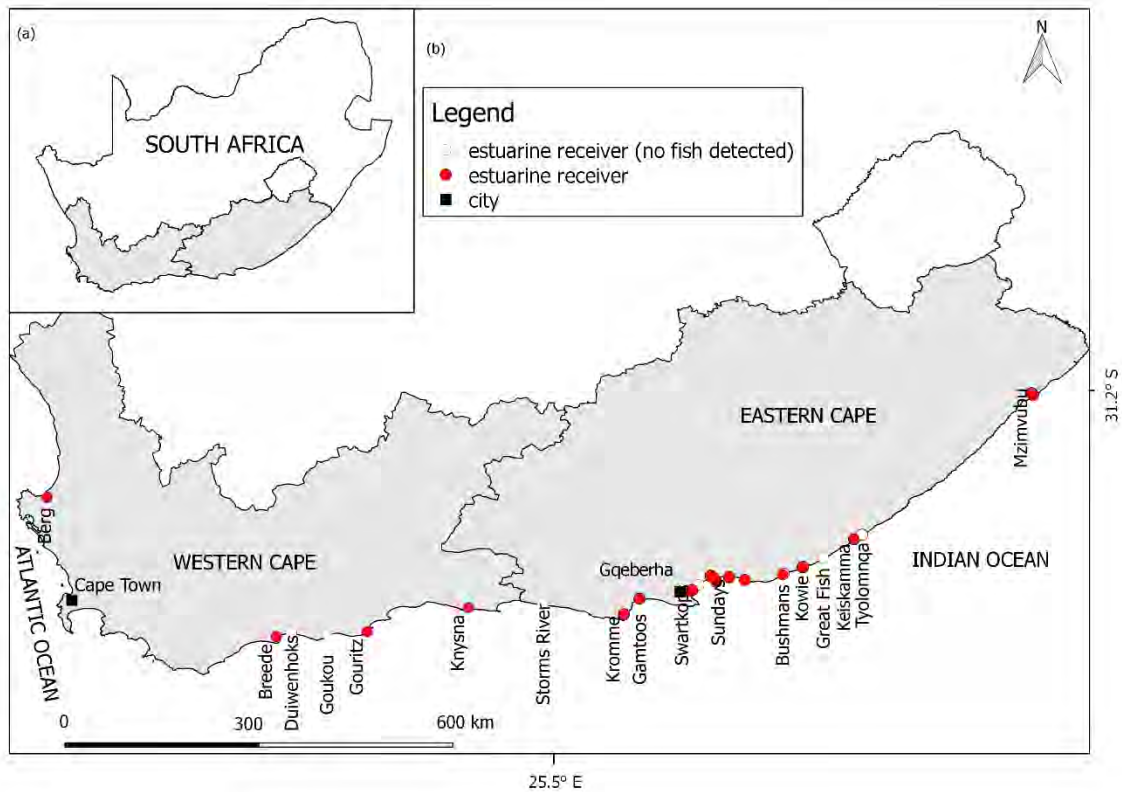 (a)
SOUTH AFRICA
(b)
N
Legend
estuarine receiver (no fish detected)
estuarine receiver
city
31.2° S
EASTERN CAPE
Mzimvubu
Berg
WESTERN CAPE
INDIAN OCEAN
ATLANTIC OCEAN
Cape Town
Gqeberha
Breede
Duiwenhoks
Goukou
Gouritz
Knysna
Storms River
Kromme
Gamtoos
Swartkop
Sundays
Bushmans
Kowie
Great Fish
Keiskamma
Tyolomnqa
0 300 600 km
25.5° E